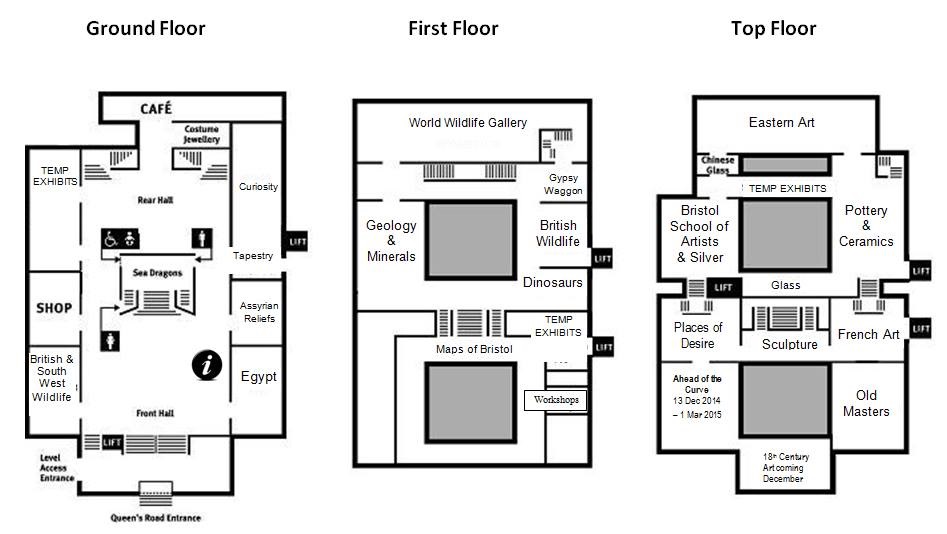 Ground Floor
First Floor
Top Floor
CAFÉ
Costume
Jewellery
TEMP
EXHIBITS
Curiosity
Rear Hall
Tapestry
LIFT
Sea Dragons
SHOP
Assyrian
Reliefs
British &
South
West
Wildlife
i
Egypt
Front Hall
LIFT
Level
Access
Entrance
Queen's Road Entrance
World Wildlife Gallery
Gypsy
Waggon
Geology
&
Minerals
British
Wildlife
LIFT
Dinosaurs
TEMP
EXHIBITS
Maps of Bristol
LIFT
Workshops
Eastern Art
Chinese
Glass
TEMP EXHIBITS
Bristol
School of
Artists
& Silver
Pottery
&
Ceramics
LIFT
LIFT
Glass
Places of
Desire
Sculpture
French Art
LIFT
Ahead of the
Curve
13 Dec 2014
– 1 Mar 2015
Old
Masters
18th Century
Art coming
December